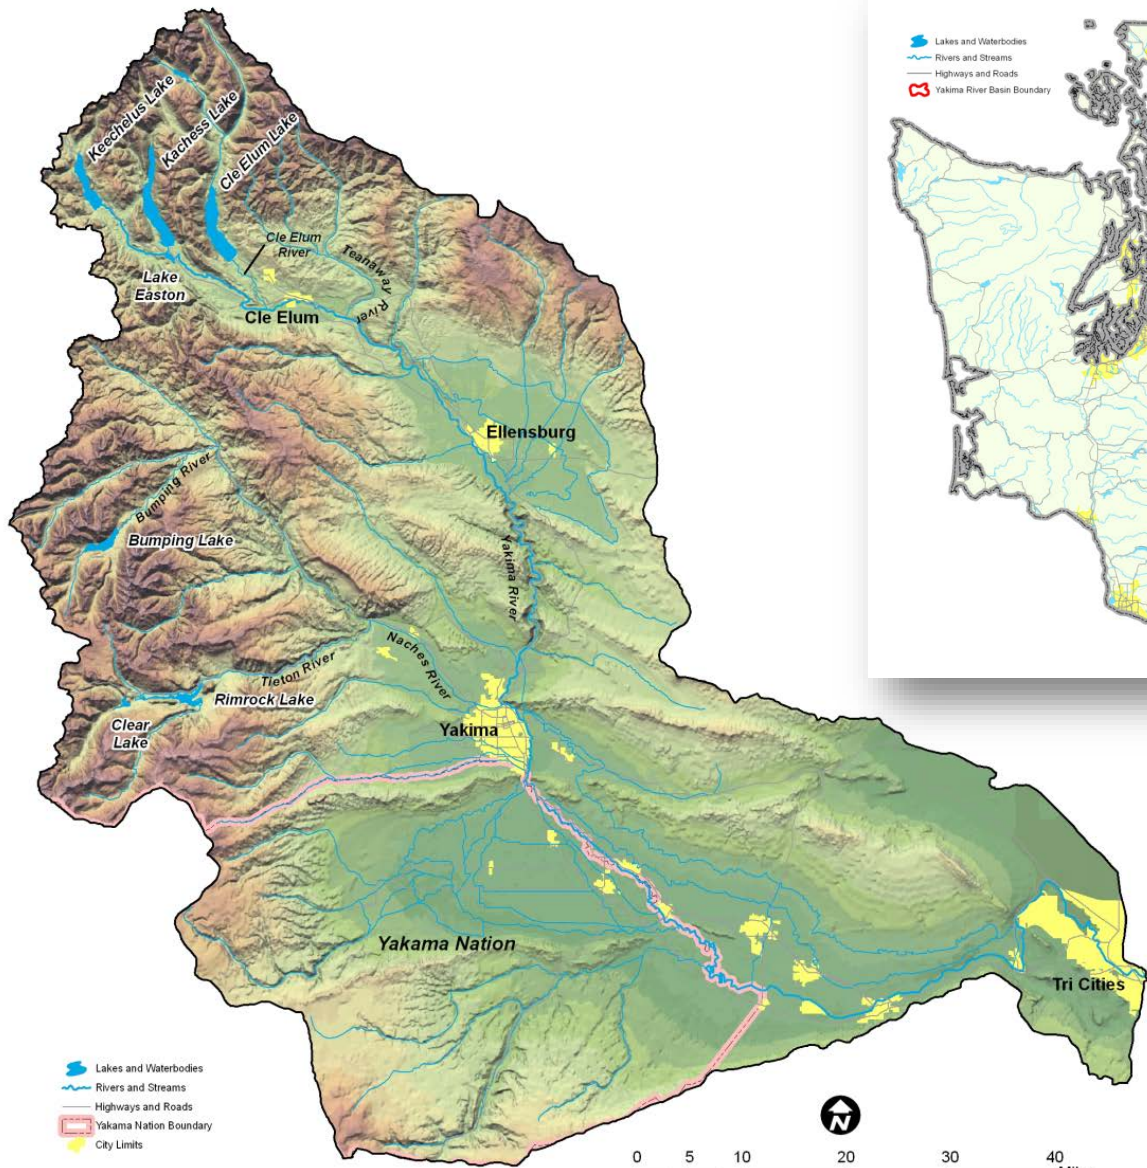 Lakes and Waterbodies
Rivers and Streams
Highways and Roads
Yakima River Basin Boundary
Keechelus Lake
Kachess Lake
Cle Elum Lake
Cle Elum
River
Teanaway
River
Lake
Easton
Cle Elum
Ellensburg
Bumping River
Bumping Lake
Yakima River
Naches River
Tieton River
Rimrock Lake
Clear
Lake
Yakima
Yakama Nation
Tri Cities
Lakes and Waterbodies
Rivers and Streams
Highways and Roads
Yakama Nation Boundary
City Limits
N
0 5 10 20 30 40